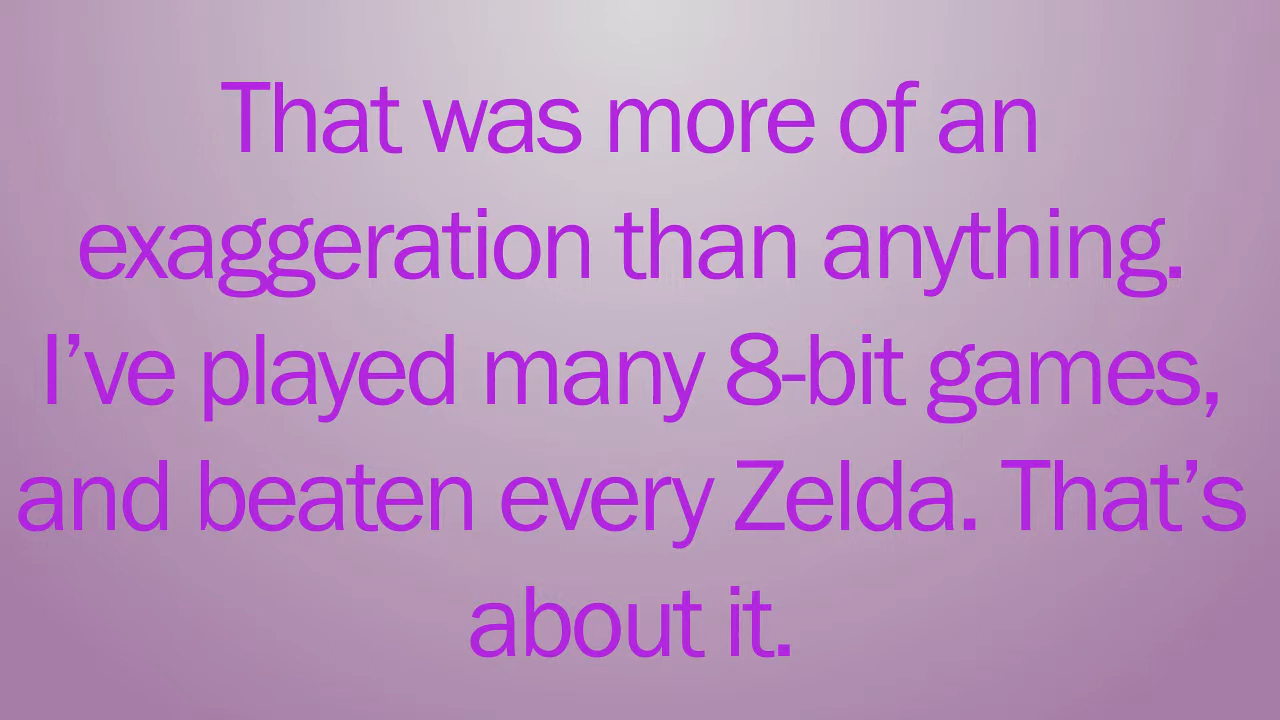 That was more of an
exaggeration than anything.
I’ve played many 8-bit games,
and beaten every Zelda. That’s
about it.